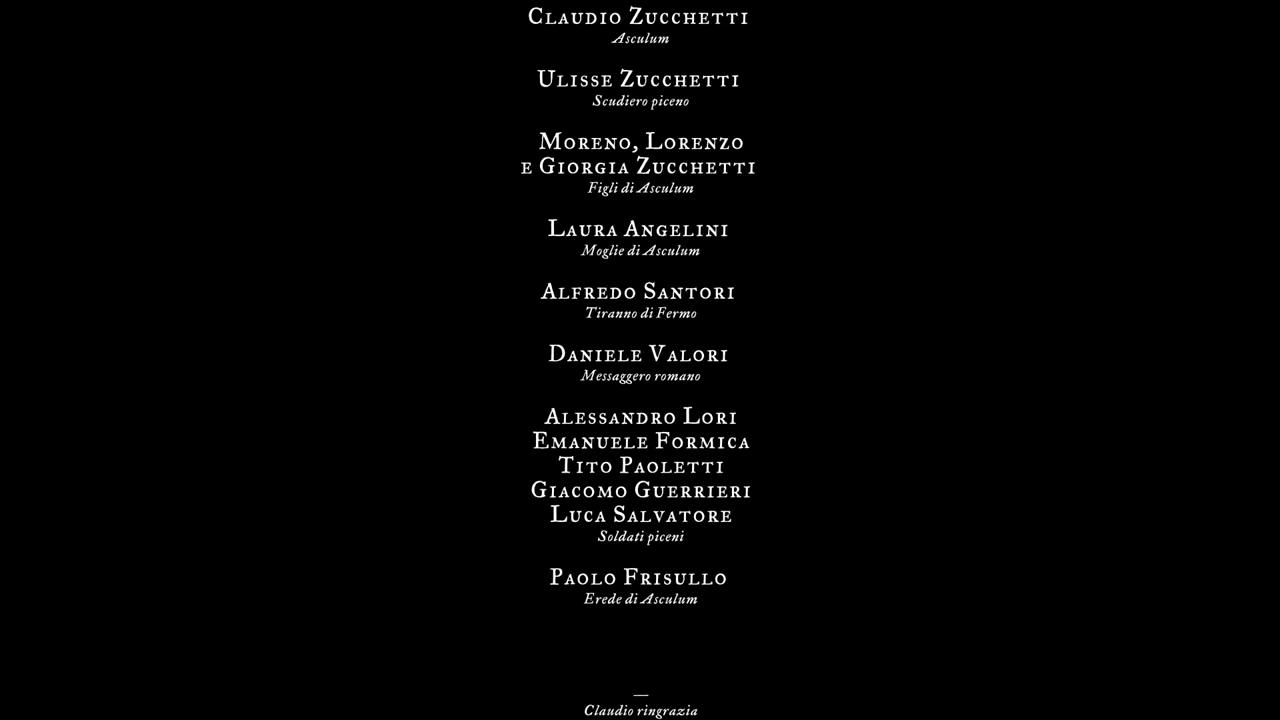 Claudio Zucchetti
Asculum
Ulisse Zucchetti
Scudiero piceno
Moreno, Lorenzo
e Giorgia Zucchetti
Figli di Asculum
Laura Angelini
Moglie di Asculum
Alfredo Santori
Tiranno di Fermo
Daniele Valori
Messaggero romano
Alessandro Lori
Emanuele Formica
Tito Paoletti
Giacomo Guerrieri
Luca Salvatore
Soldati piceni
Paolo Frisullo
Erede di Asculum
—
Claudio ringrazia